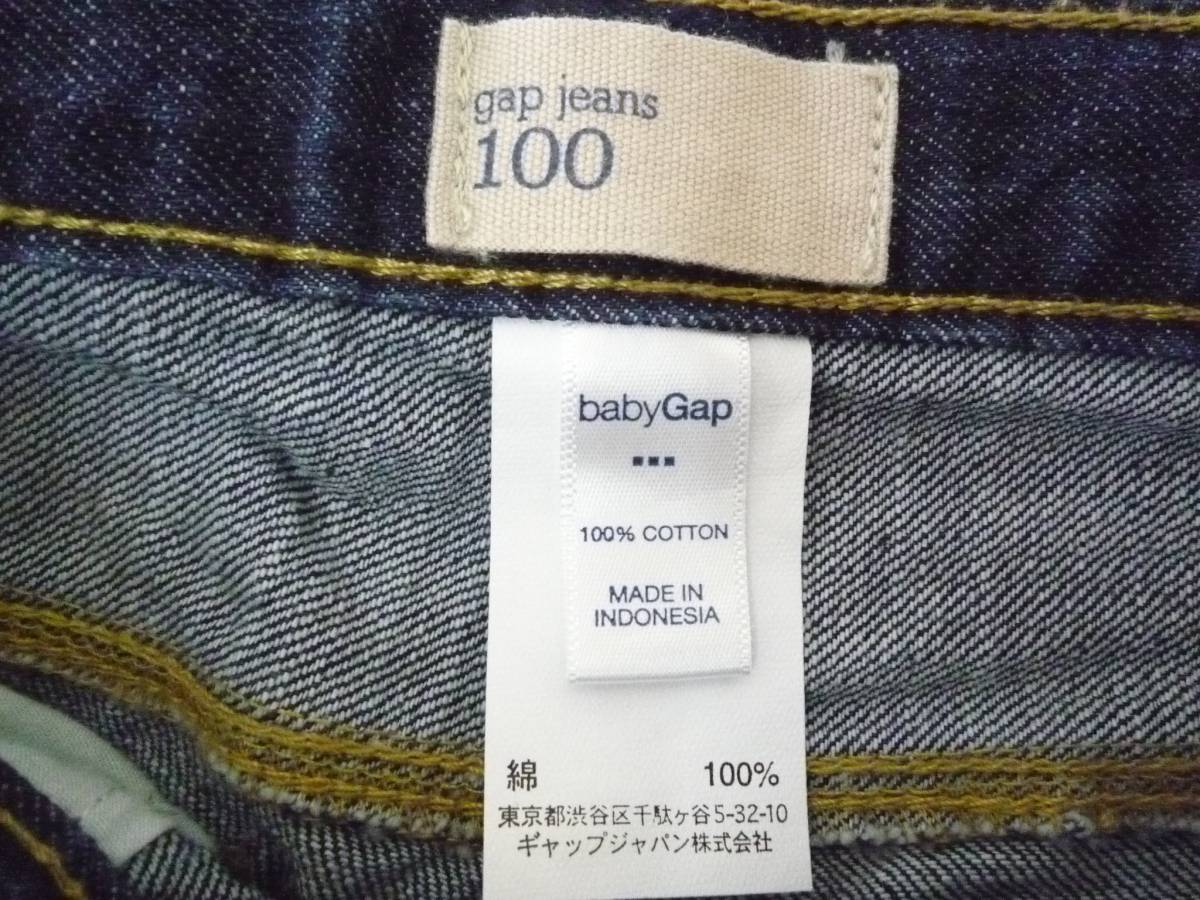 gap jeans
100
babyGap
100% COTTON
MADE IN
INDONESIA
綿 100%
東京都渋谷区千駄ヶ谷5-32-10
ギャップジャパン株式会社